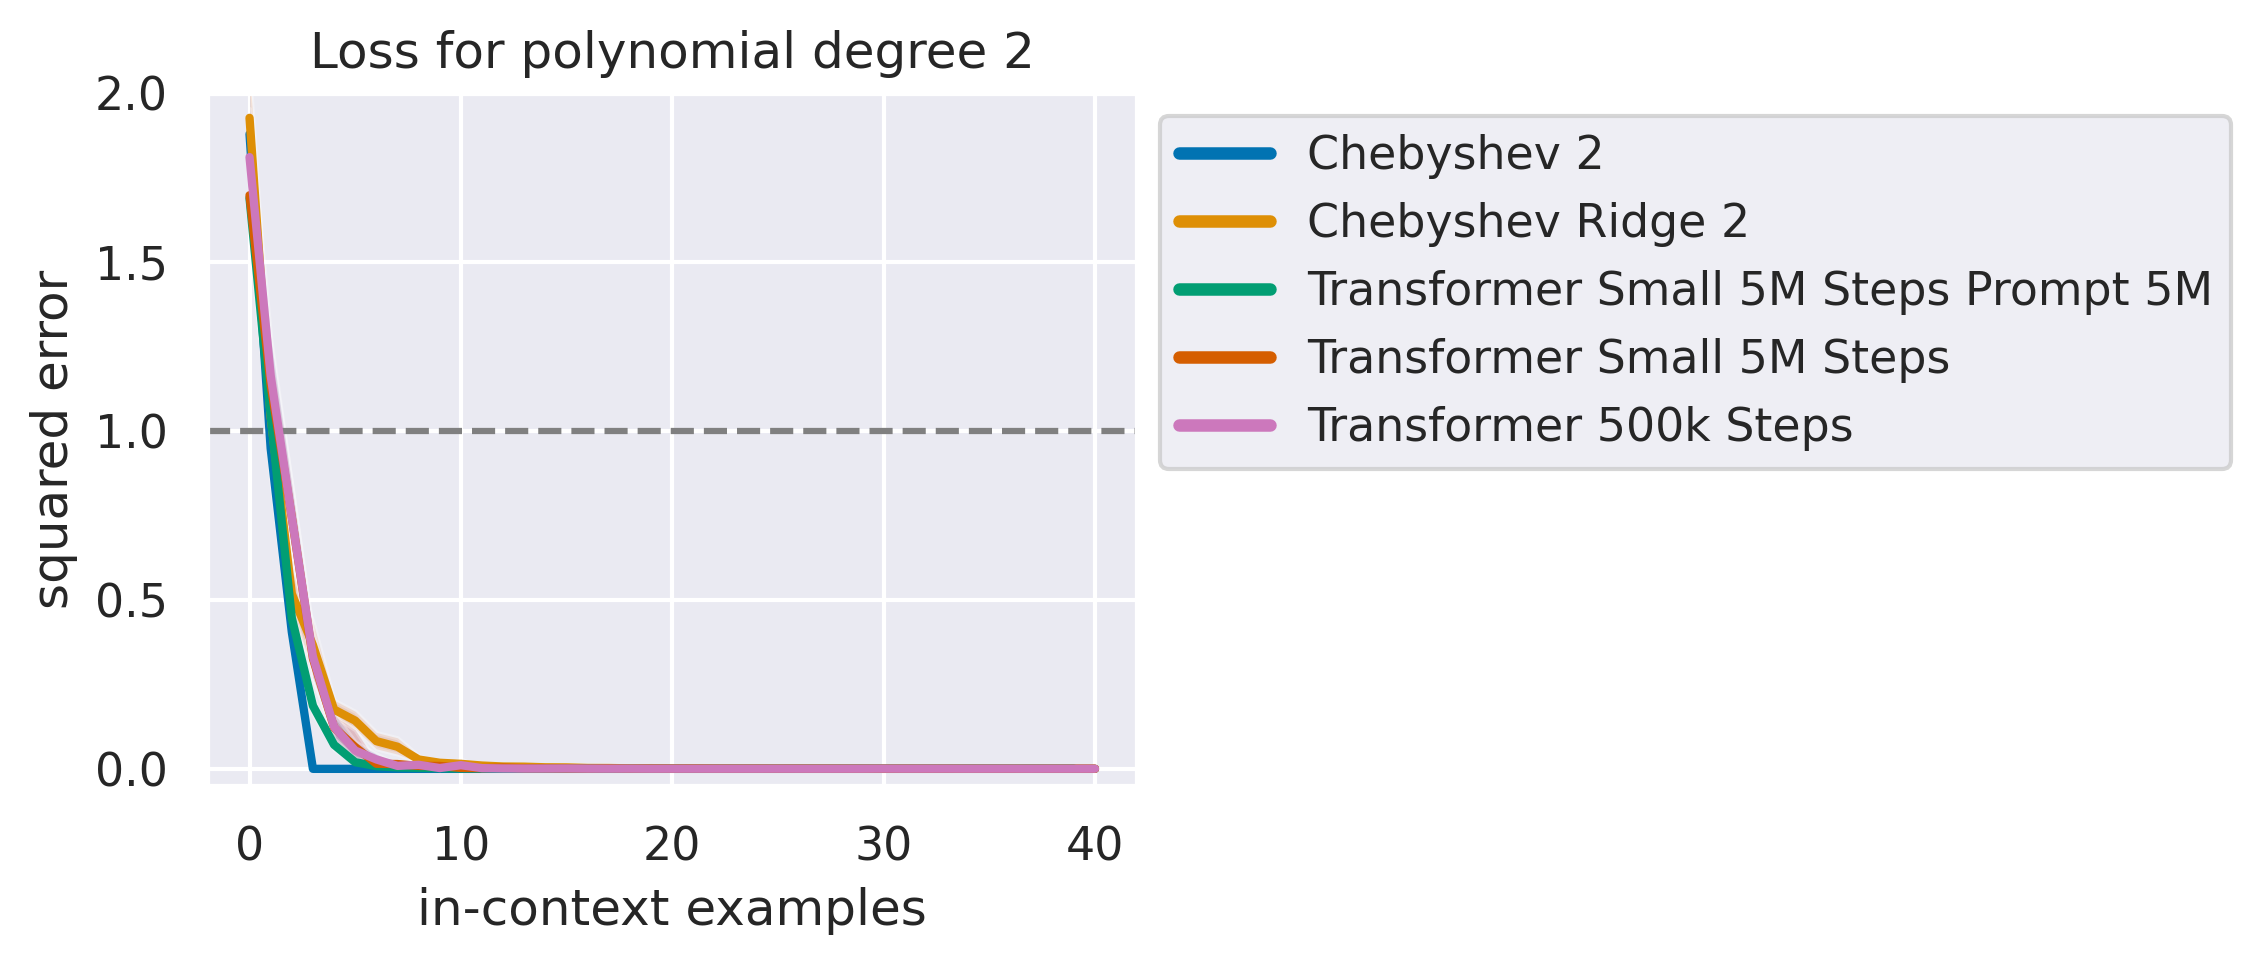 Loss for polynomial degree 2
2.0
1.5
1.0
0.5
0.0
squared error
0 10 20 30 40
in-context examples
Chebyshev 2
Chebyshev Ridge 2
Transformer Small 5M Steps Prompt 5M
Transformer Small 5M Steps
Transformer 500k Steps